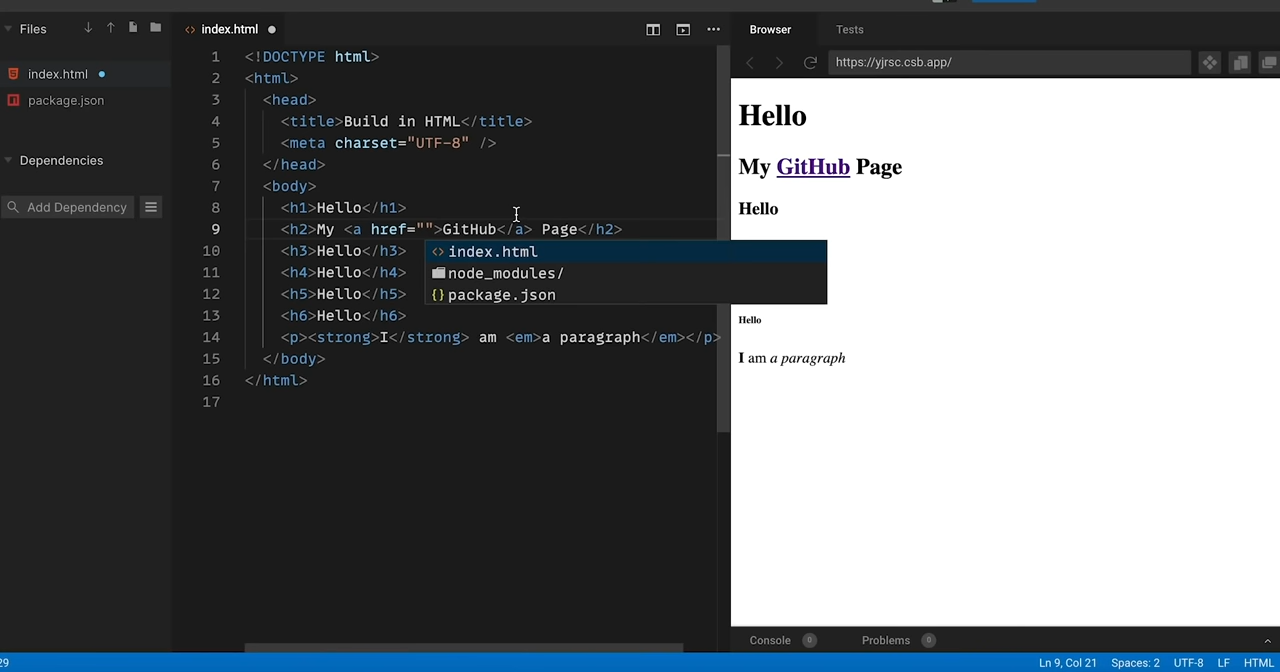 Files
index.html
package.json
Dependencies
Add Dependency
index.html
1 <!DOCTYPE html>
2 <html>
3 <head>
4 <title>Build in HTML</title>
5 <meta charset="UTF-8" />
6 </head>
7 <body>
8 <h1>Hello</h1>
9 <h2>My <a href="">GitHub</a> Page</h2>
10 <h3>Hello</h3>
11 <h4>Hello</h4>
12 <h5>Hello</h5>
13 <h6>Hello</h6>
14 <p><strong>I</strong> am <em>a paragraph</em></p>
15 </body>
16 </html>
17
<> index.html
node_modules/
{} package.json
Browser Tests
https://yjrsc.csb.app/
Hello
My GitHub Page
Hello
Hello
I am a paragraph
Console 0 Problems 0
29 Ln 9, Col 21 Spaces: 2 UTF-8 LF HTML